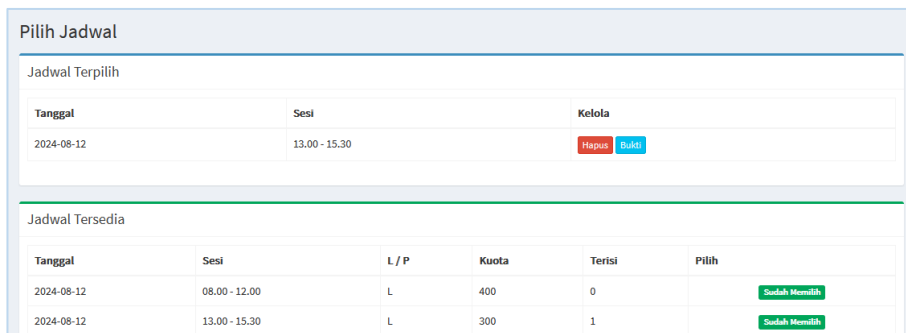 Pilih Jadwal
Jadwal Terpilih
Tanggal Sesi Kelola
2024-08-12 13.00 - 15.30 Hapus Bukti
Jadwal Tersedia
Tanggal Sesi L / P Kuota Terisi Pilih
2024-08-12 08.00 - 12.00 L 400 0 Sudah Memilih
2024-08-12 13.00 - 15.30 L 300 1 Sudah Memilih